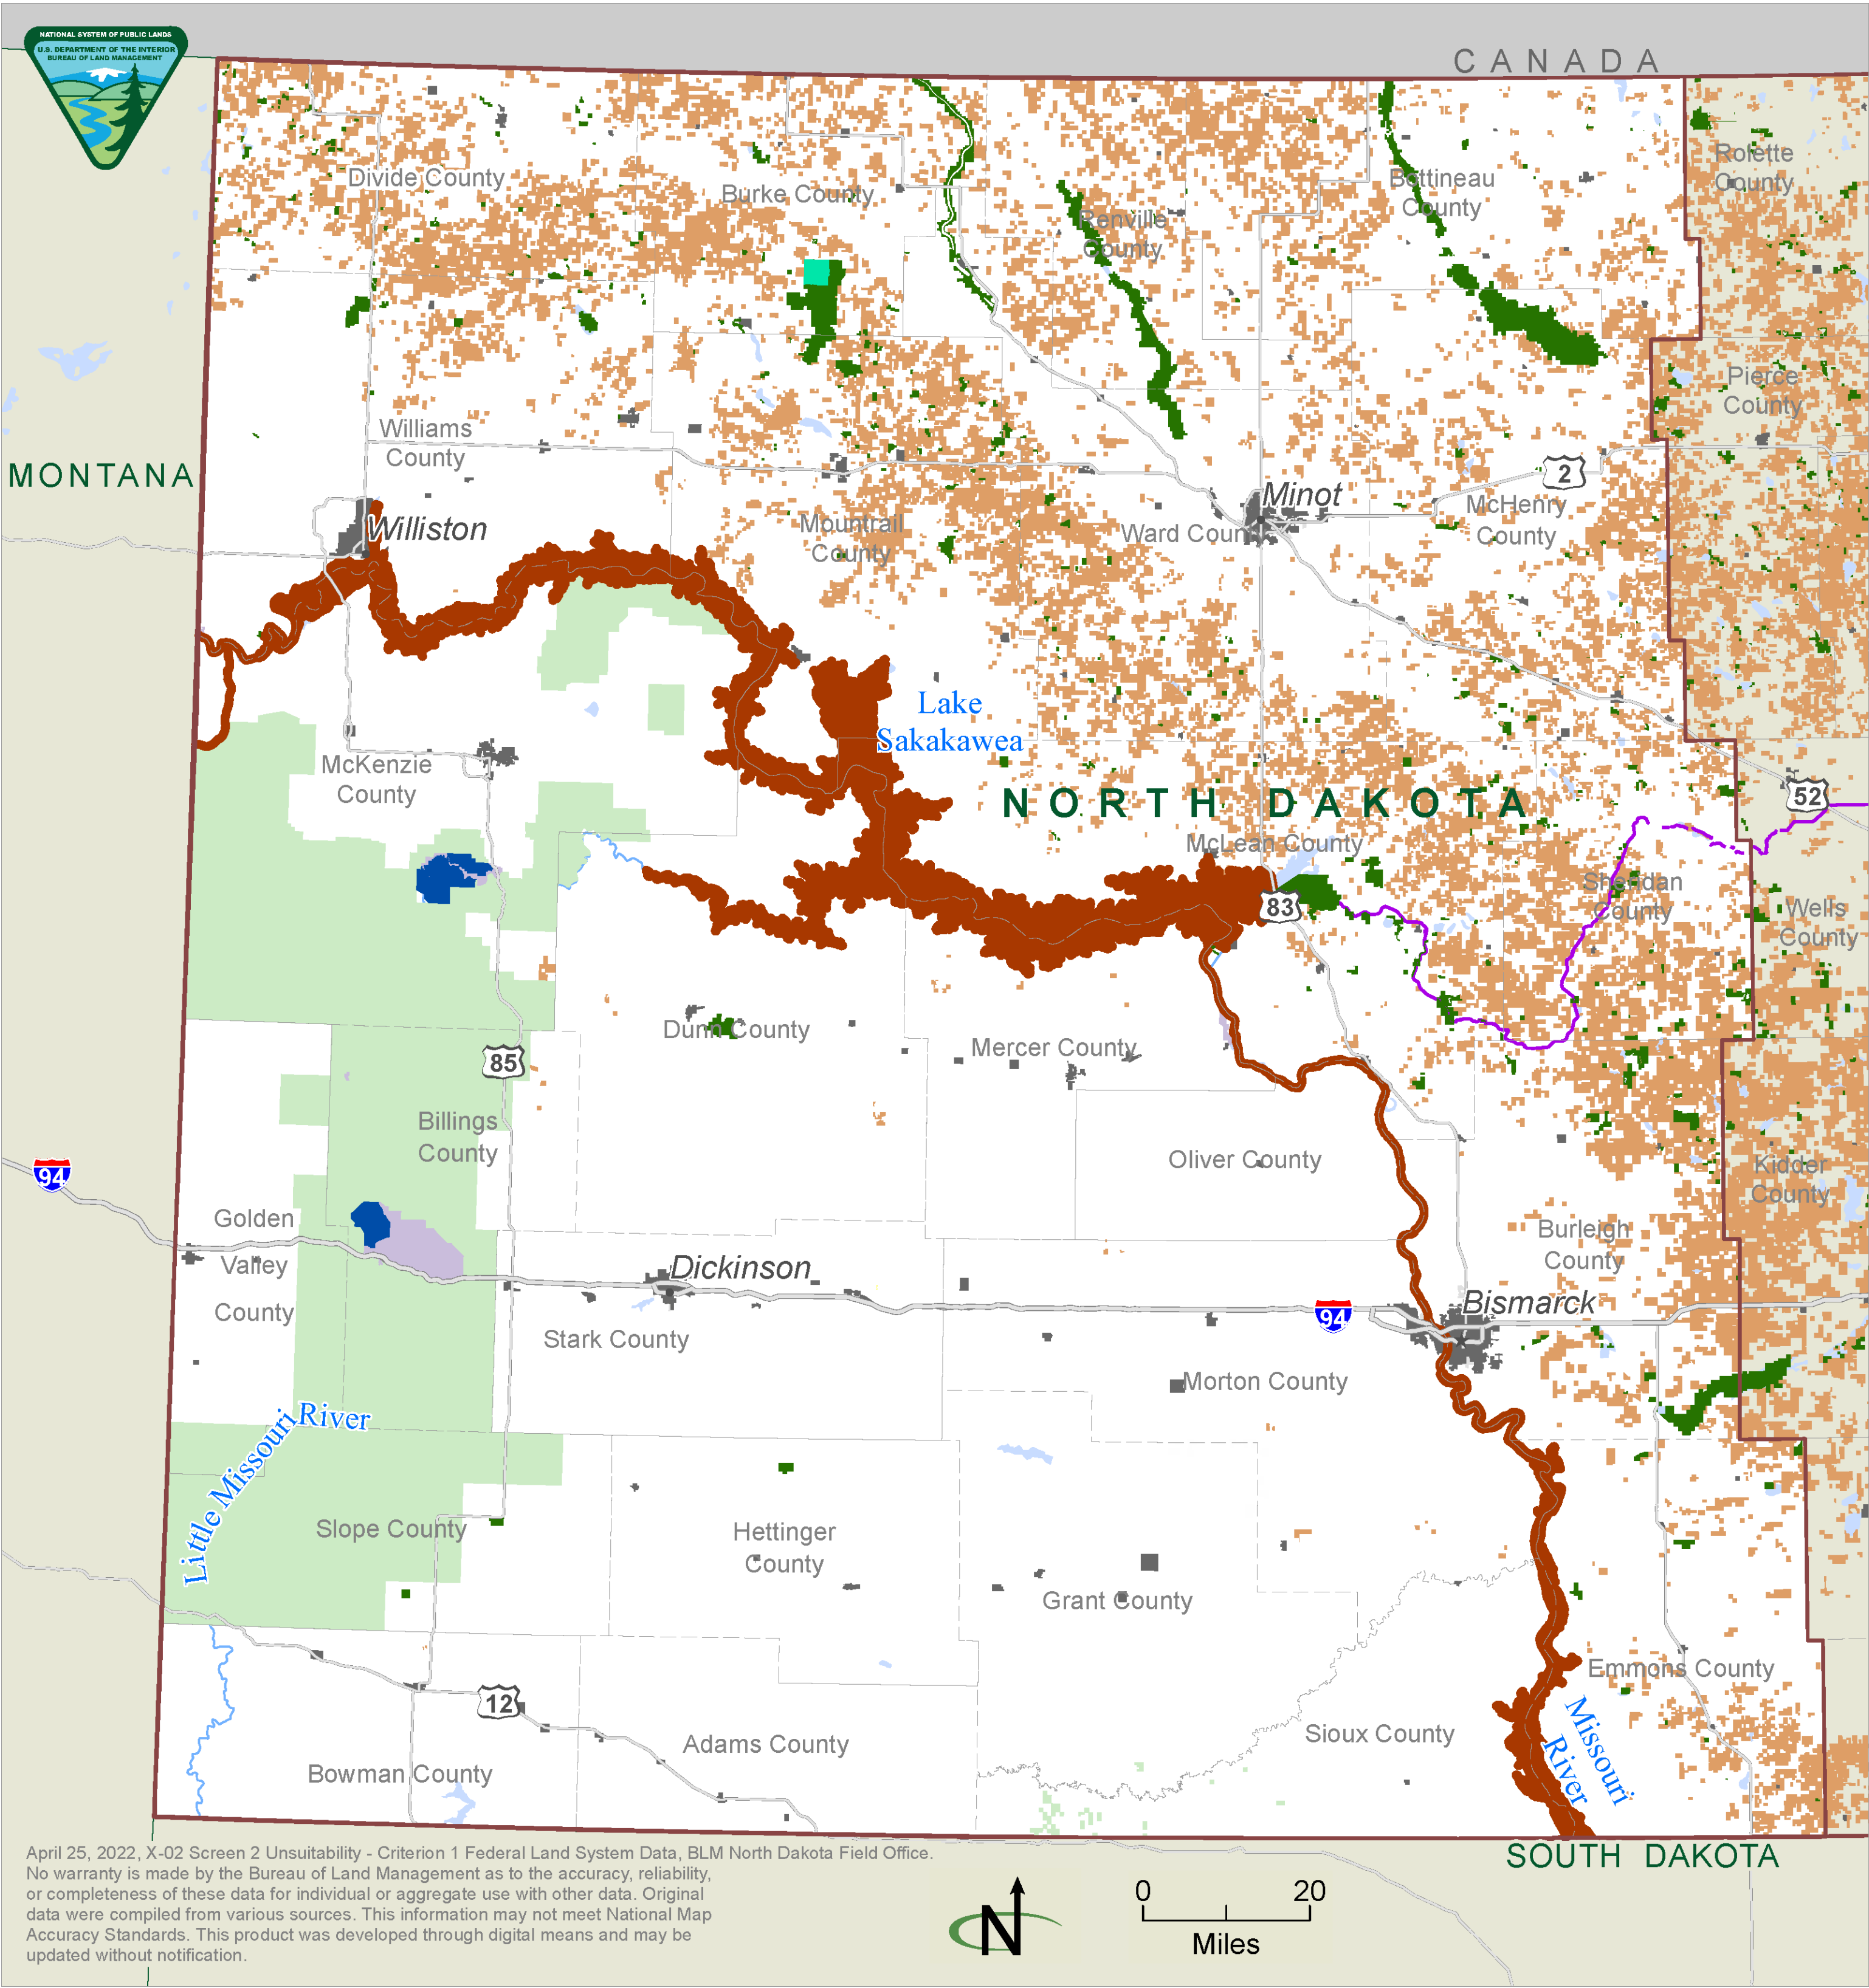 NATIONAL SYSTEM OF PUBLIC LANDS
U.S. DEPARTMENT OF THE INTERIOR
BUREAU OF LAND MANAGEMENT
CANADA
Rolette
County
Divide County
Burke County
Bottineau
County
Renville
County
Pierce
County
Williams
County
MONTANA
2
Minot
McHenry
County
Williston
Mountrail
County
Ward County
Lake
Sakakawea
McKenzie
County
NORTH DAKOTA
52
McLean County
Sheridan
County
83
Wells
County
Dunn County
Mercer County
85
Billings
County
Oliver County
94
Kidder
County
Golden
Valley
County
Burleigh
County
Dickinson
94
Bismarck
Stark County
Morton County
Little Missouri River
Slope County
Hettinger
County
Grant County
Emmons County
12
Missouri
River
Sioux County
Adams County
Bowman County
April 25, 2022, X-02 Screen 2 Unsuitability - Criterion 1 Federal Land System Data, BLM North Dakota Field Office.
No warranty is made by the Bureau of Land Management as to the accuracy, reliability,
or completeness of these data for individual or aggregate use with other data. Original
data were compiled from various sources. This information may not meet National Map
Accuracy Standards. This product was developed through digital means and may be
updated without notification.
SOUTH DAKOTA
N
0 20
Miles